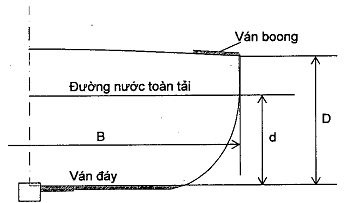 Ván boong
Đường nước toàn tải
B
D
d
Ván đáy